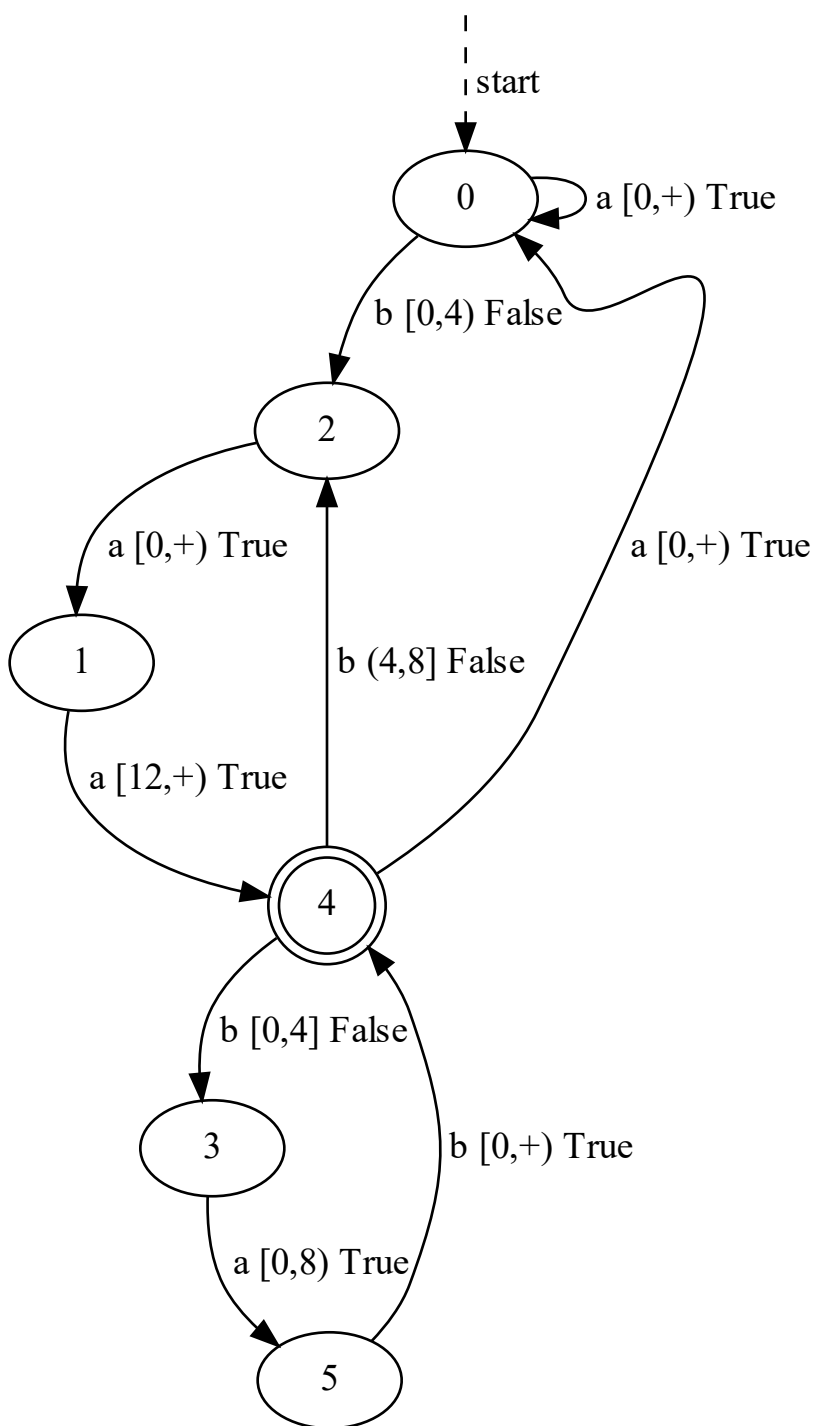 start
0
a [0,+) True
b [0,4) False
2
a [0,+) True
a [0,+) True
1
b (4,8] False
a [12,+) True
4
b [0,4] False
3
b [0,+) True
a [0,8) True
5